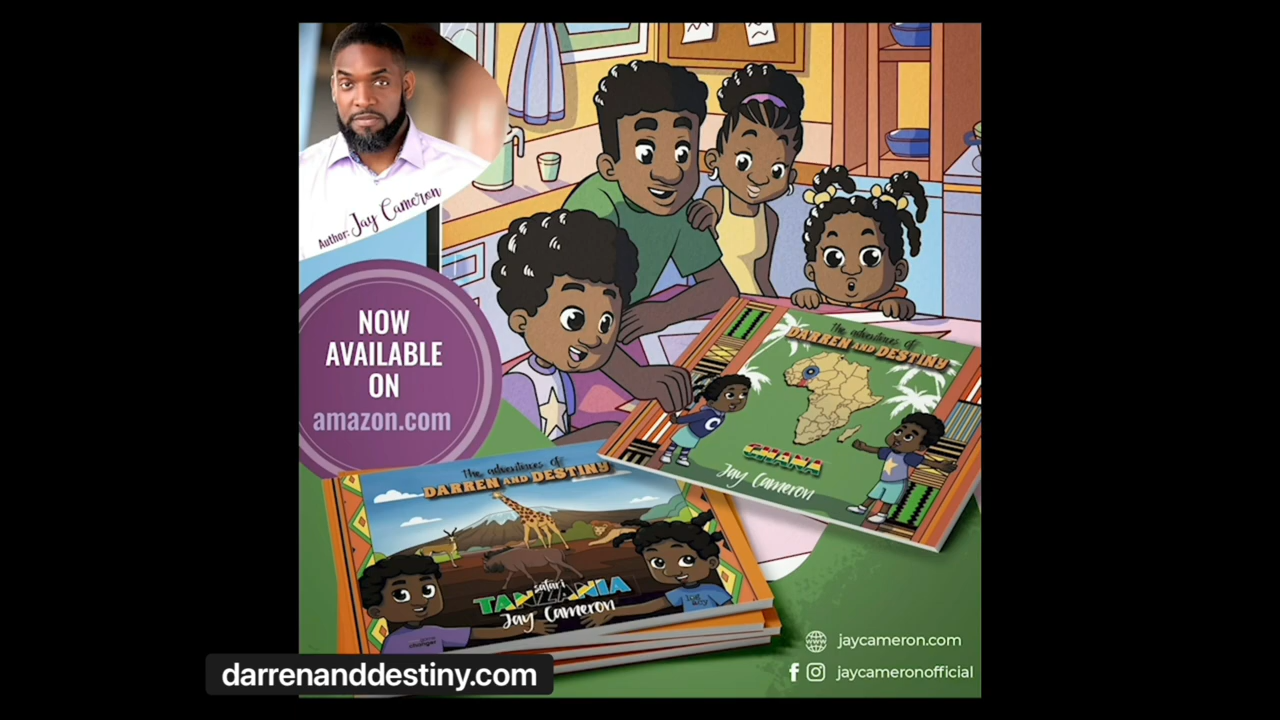 Author: Jay Cameron
NOW
AVAILABLE
ON
amazon.com
The adventures of
DARREN AND DESTINY
GHANA
Jay Cameron
The adventures of
DARREN AND DESTINY
safari
TANZANIA
Jay Cameron
changer
jaycameron.com
jaycameronofficial
darrenanddestiny.com